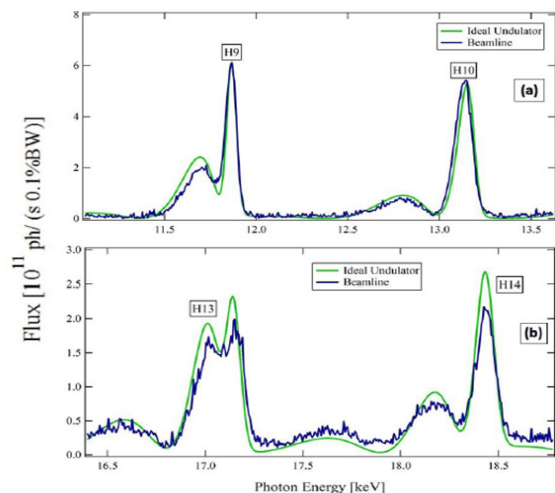 Flux [10^11 ph/ (s 0.1%BW)]
8
6
4
2
0
H9
H10
Ideal Undulator
Beamline
(a)
11.5
12.0
12.5
13.0
13.5
3.0
2.5
2.0
1.5
1.0
0.5
0.0
H13
Ideal Undulator
Beamline
H14
(b)
16.5
17.0
17.5
18.0
18.5
Photon Energy [keV]